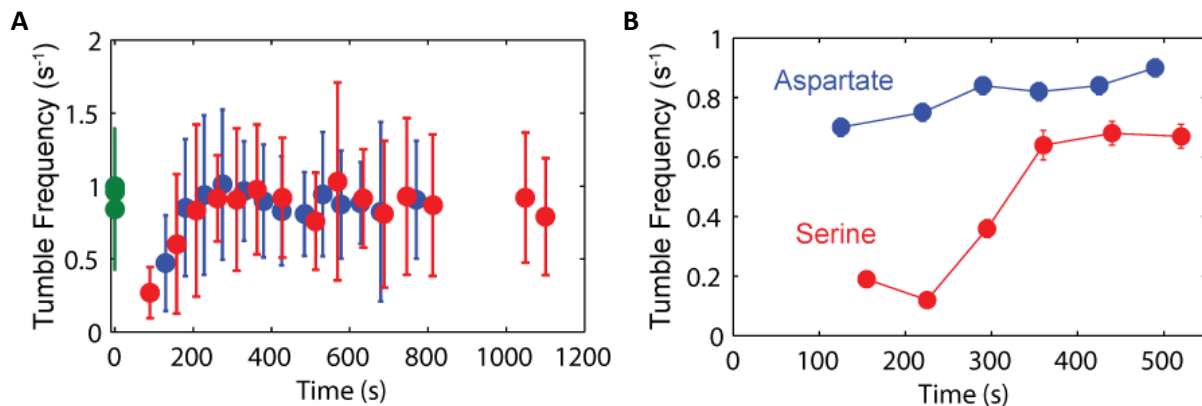 A
Tumble Frequency (s⁻¹)
2
1.5
1
0.5
0
0 200 400 600 800 1000 1200
Time (s)
B
Tumble Frequency (s⁻¹)
1
0.8
0.6
0.4
0.2
0
Aspartate
Serine
0 100 200 300 400 500
Time (s)